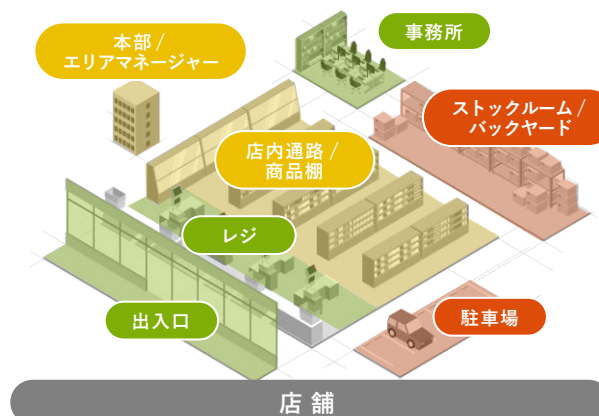 本部 /
エリアマネージャー
事務所
ストックルーム /
バックヤード
店内通路 /
商品棚
レジ
出入口
駐車場
店舗